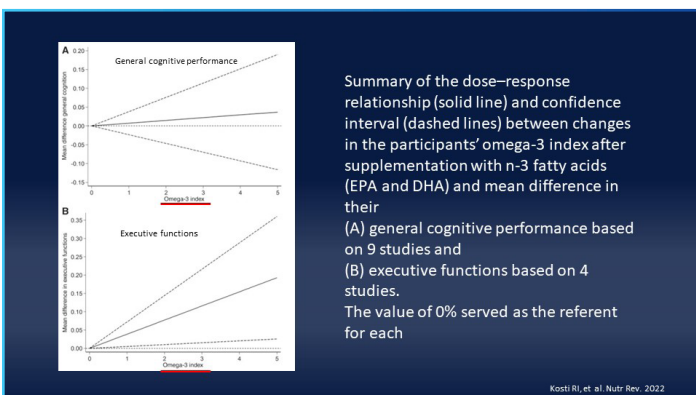 A
General cognitive performance
Mean difference general cognition
0.20
0.15
0.10
0.05
0.00
-0.05
-0.10
-0.15
0 1 2 3 4 5
Omega-3 index
B
Executive functions
Mean difference in executive functions
0.35
0.30
0.25
0.20
0.15
0.10
0.05
0.00
0 1 2 3 4 5
Omega-3 index
Summary of the dose–response
relationship (solid line) and confidence
interval (dashed lines) between changes
in the participants’ omega-3 index after
supplementation with n-3 fatty acids
(EPA and DHA) and mean difference in
their
(A) general cognitive performance based
on 9 studies and
(B) executive functions based on 4
studies.
The value of 0% served as the referent
for each
Kosti RI, et al. Nutr Rev. 2022